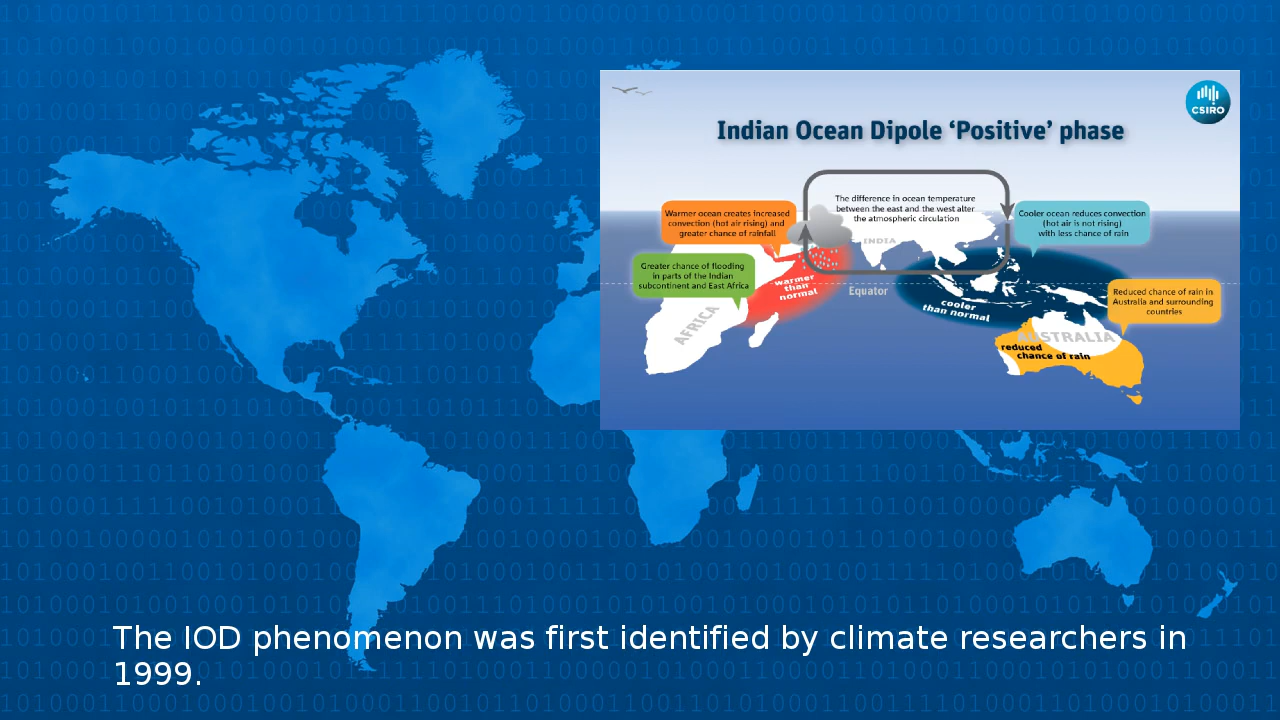 CSIRO
Indian Ocean Dipole ‘Positive’ phase
The difference in ocean temperature
between the east and the west alter
the atmospheric circulation
Warmer ocean creates increased
convection (hot air rising) and
greater chance of rainfall
Cooler ocean reduces convection
(hot air is not rising)
with less chance of rain
INDIA
Greater chance of flooding
in parts of the Indian
subcontinent and East Africa
warmer
than
normal
Equator
cooler
than normal
Reduced chance of rain in
Australia and surrounding
countries
AFRICA
AUSTRALIA
reduced
chance of rain
The IOD phenomenon was first identified by climate researchers in
1999.